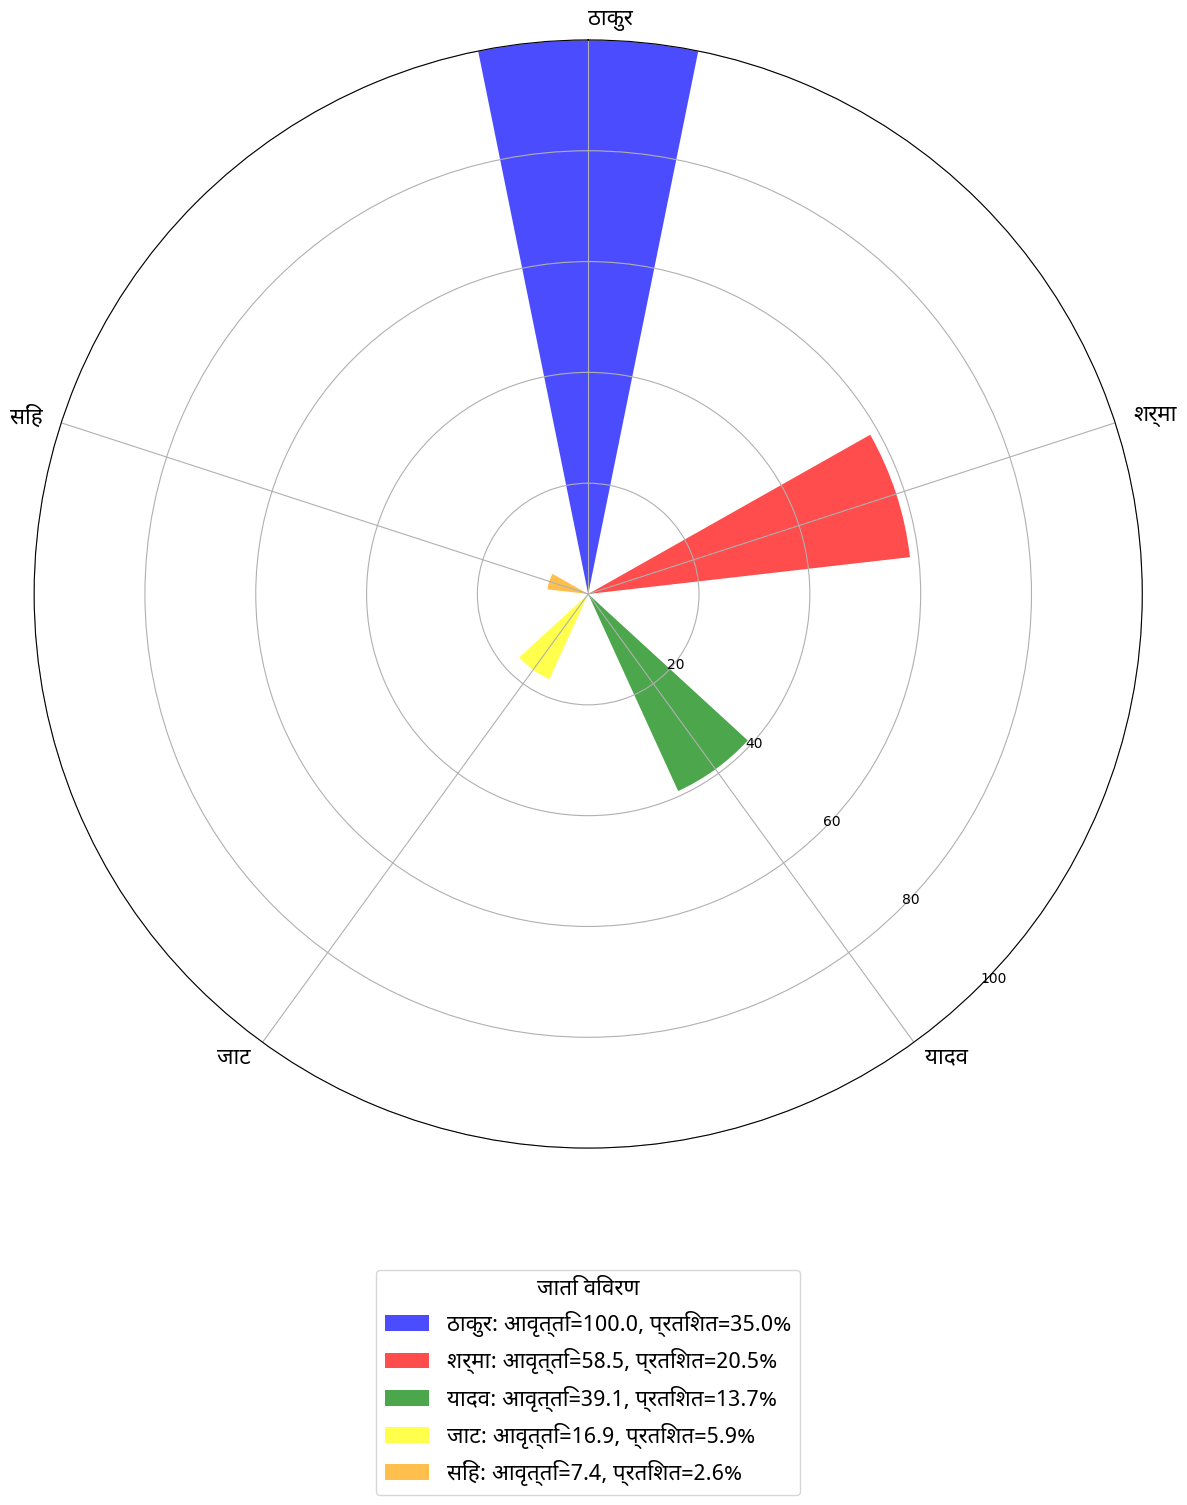 ठाकुर
सिंह
शर्मा
20
40
60
80
100
जाट
यादव
जाति विवरण
ठाकुर: आवृत्ति=100.0, प्रतिशत=35.0%
शर्मा: आवृत्ति=58.5, प्रतिशत=20.5%
यादव: आवृत्ति=39.1, प्रतिशत=13.7%
जाट: आवृत्ति=16.9, प्रतिशत=5.9%
सिंह: आवृत्ति=7.4, प्रतिशत=2.6%